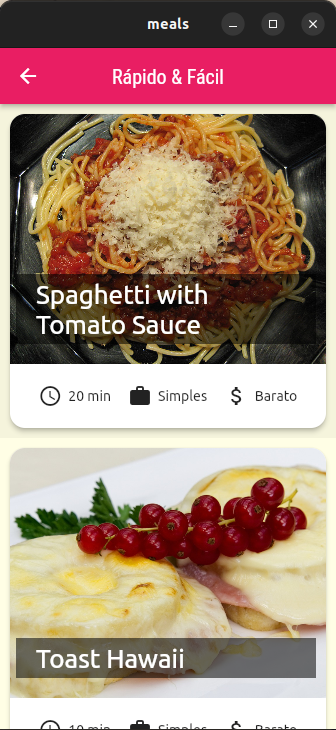 meals
Rápido & Fácil
Spaghetti with
Tomato Sauce
20 min Simples Barato
Toast Hawaii
10 min Simples Barato